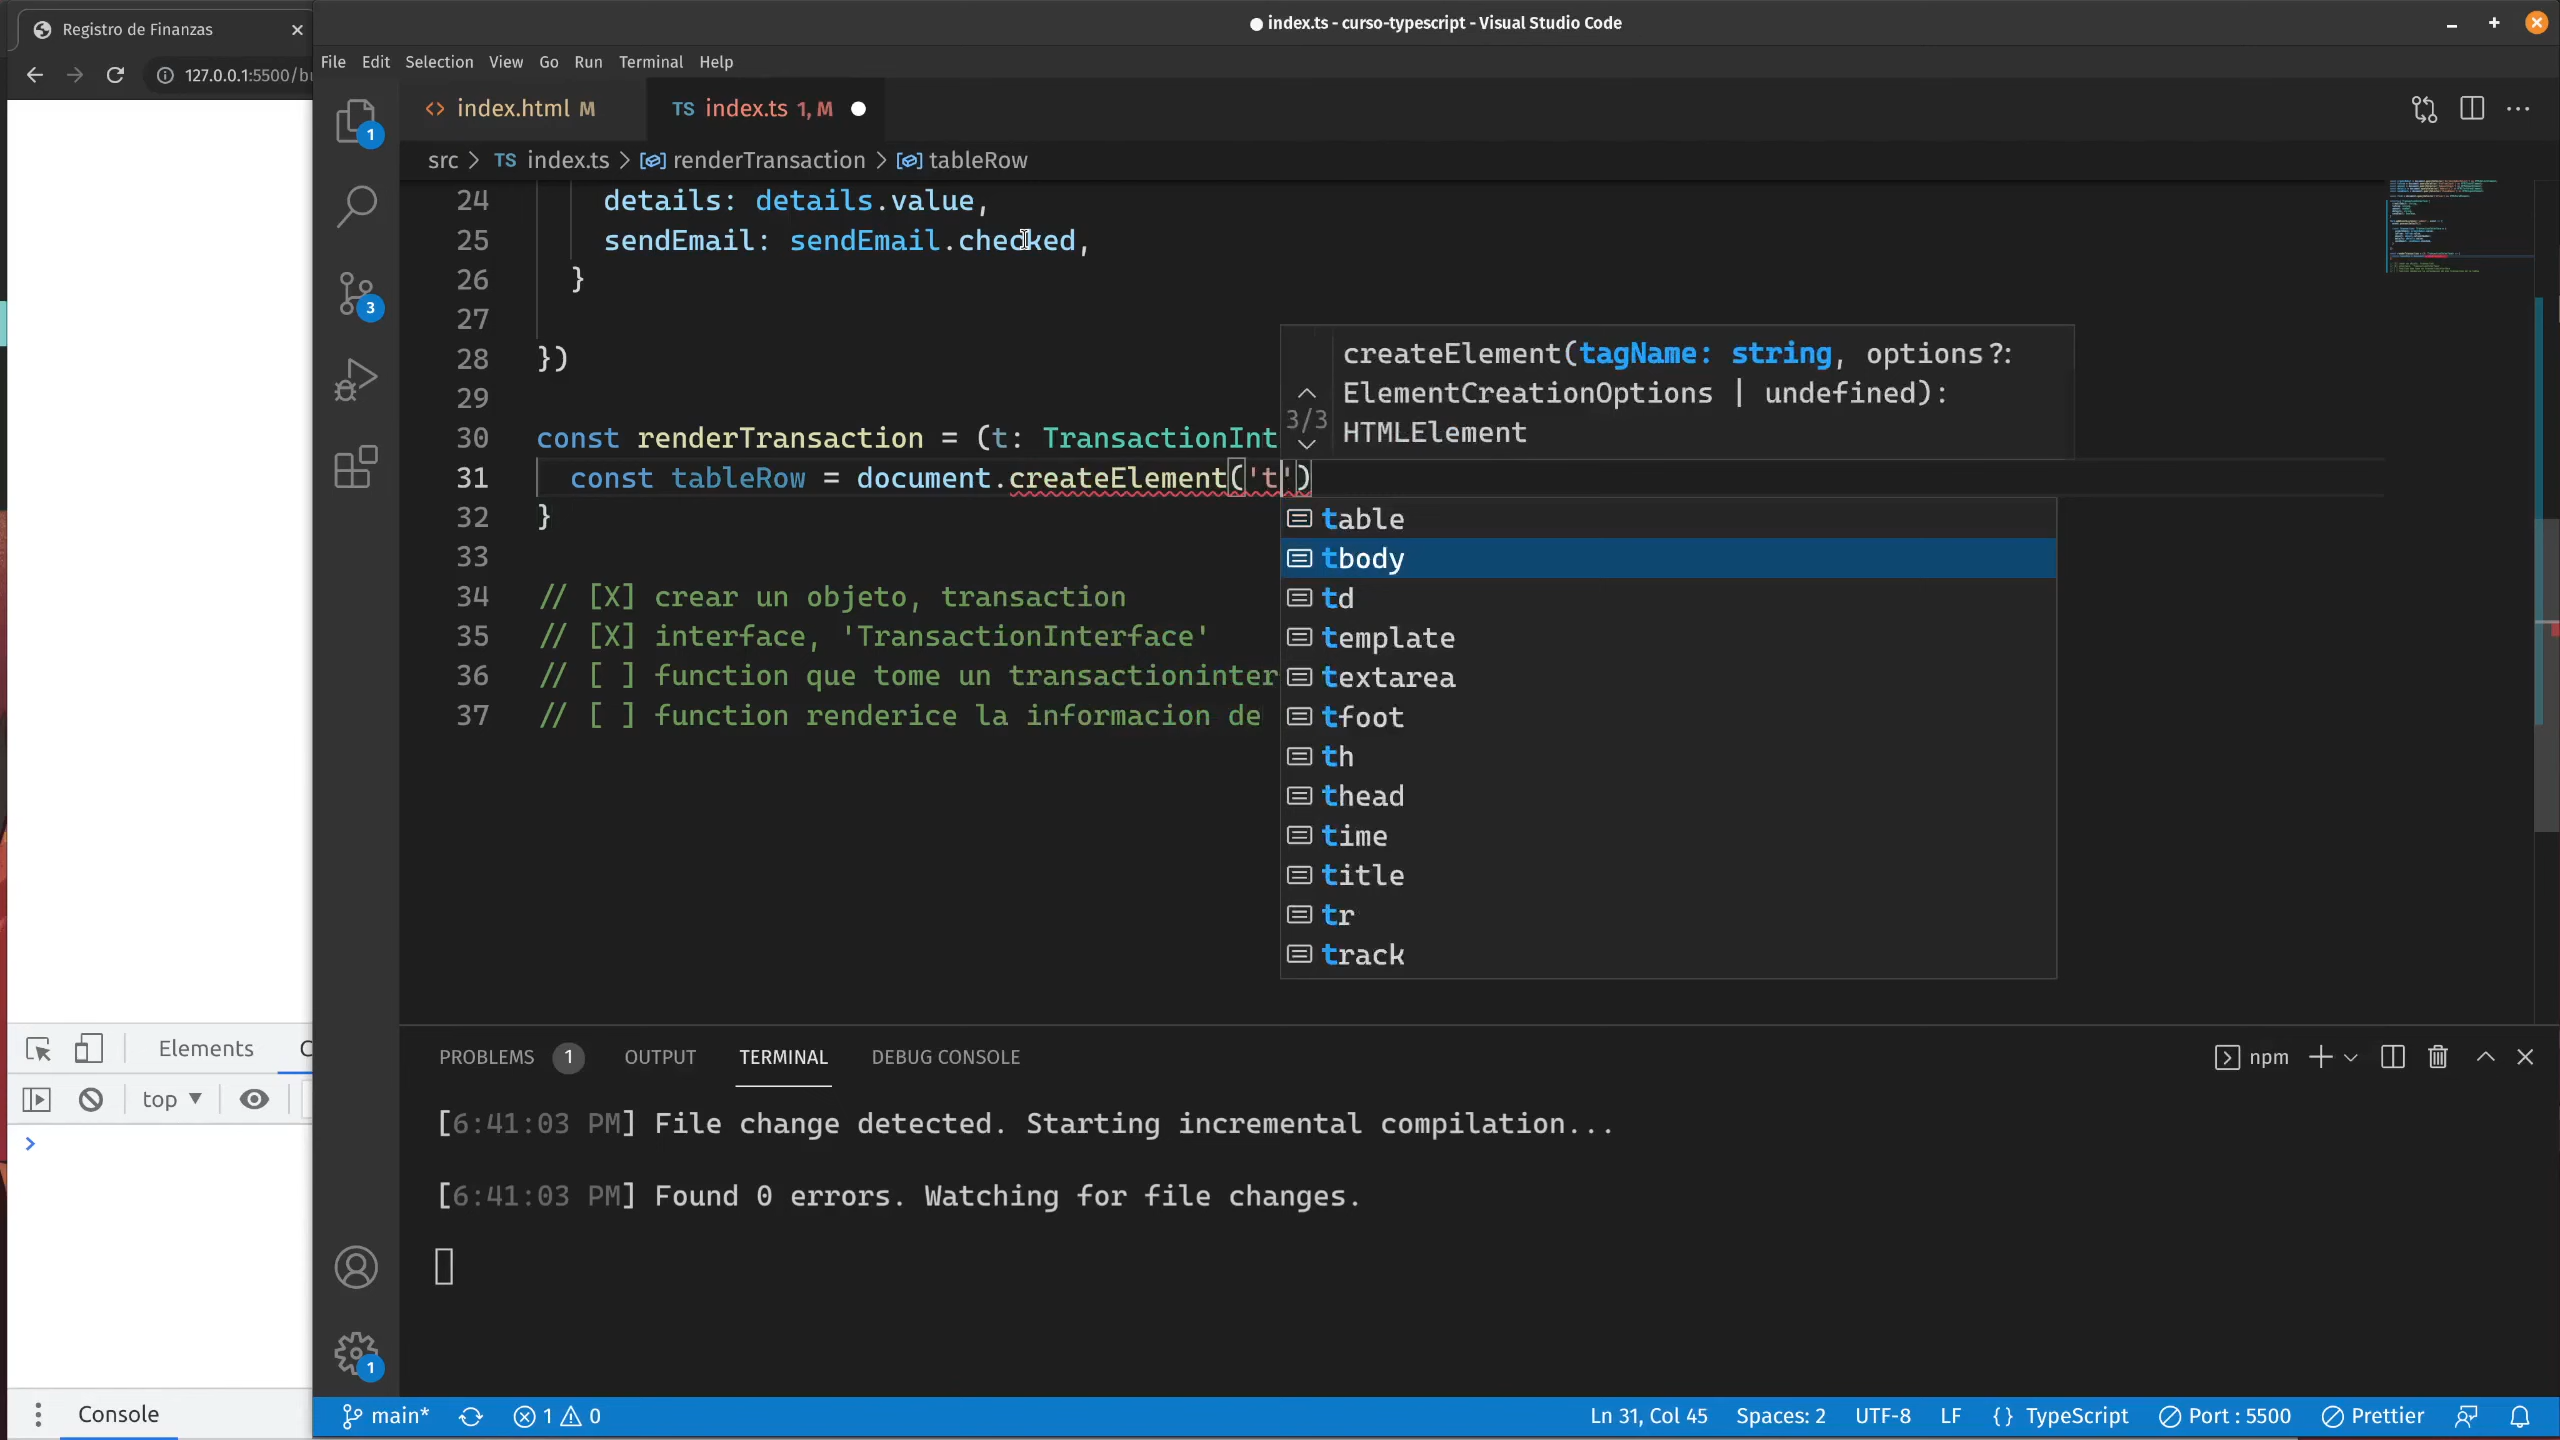 Registro de Finanzas
index.ts - curso-typescript - Visual Studio Code
127.0.0.1:5500/bu
File Edit Selection View Go Run Terminal Help
<> index.html M
TS index.ts 1, M
src > TS index.ts > renderTransaction > tableRow
1
3
24 details: details.value,
25 sendEmail: sendEmail.checked,
26 }
27
28 })
29
30 const renderTransaction = (t: TransactionInt
31 const tableRow = document.createElement('t')
32 }
33
34 // [X] crear un objeto, transaction
35 // [X] interface, 'TransactionInterface'
36 // [ ] function que tome un transactioninter
37 // [ ] function renderice la informacion de
3/3
createElement(tagName: string, options?:
ElementCreationOptions | undefined):
HTMLElement
table
tbody
td
template
textarea
tfoot
th
thead
time
title
tr
track
Elements
top ▼
>
Console
PROBLEMS 1 OUTPUT TERMINAL DEBUG CONSOLE
npm
[6:41:03 PM] File change detected. Starting incremental compilation...
[6:41:03 PM] Found 0 errors. Watching for file changes.
1
main* 1 0
Ln 31, Col 45 Spaces: 2 UTF-8 LF {} TypeScript Port : 5500 Prettier